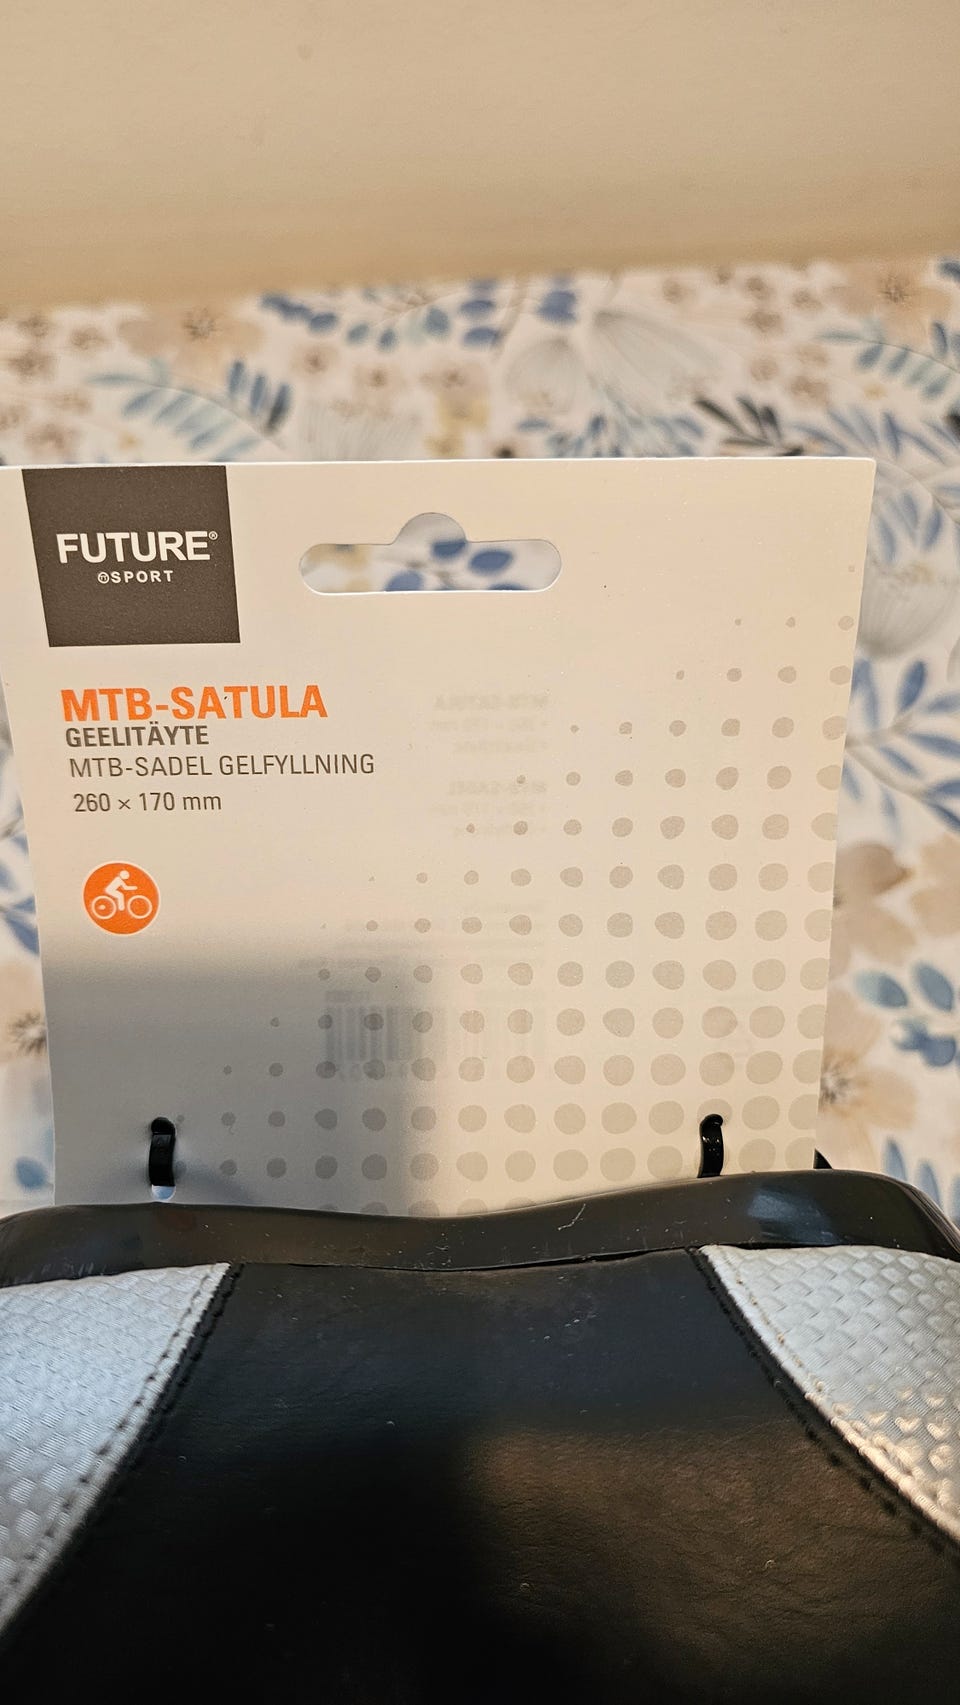 FUTURE®
SPORT
MTB-SATULA
GEELITÄYTE
MTB-SADEL GELFYLLNING
260 × 170 mm